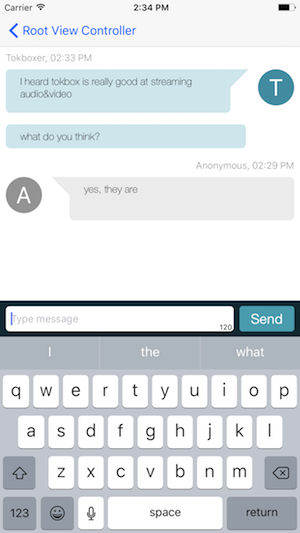 Carrier 2:34 PM
Root View Controller
Tokboxer, 02:33 PM
I heard tokbox is really good at streaming
audio&video
T
what do you think?
Anonymous, 02:29 PM
A
yes, they are
Type message
120
Send
I the what
q w e r t y u i o p
a s d f g h j k l
z x c v b n m
123 space return